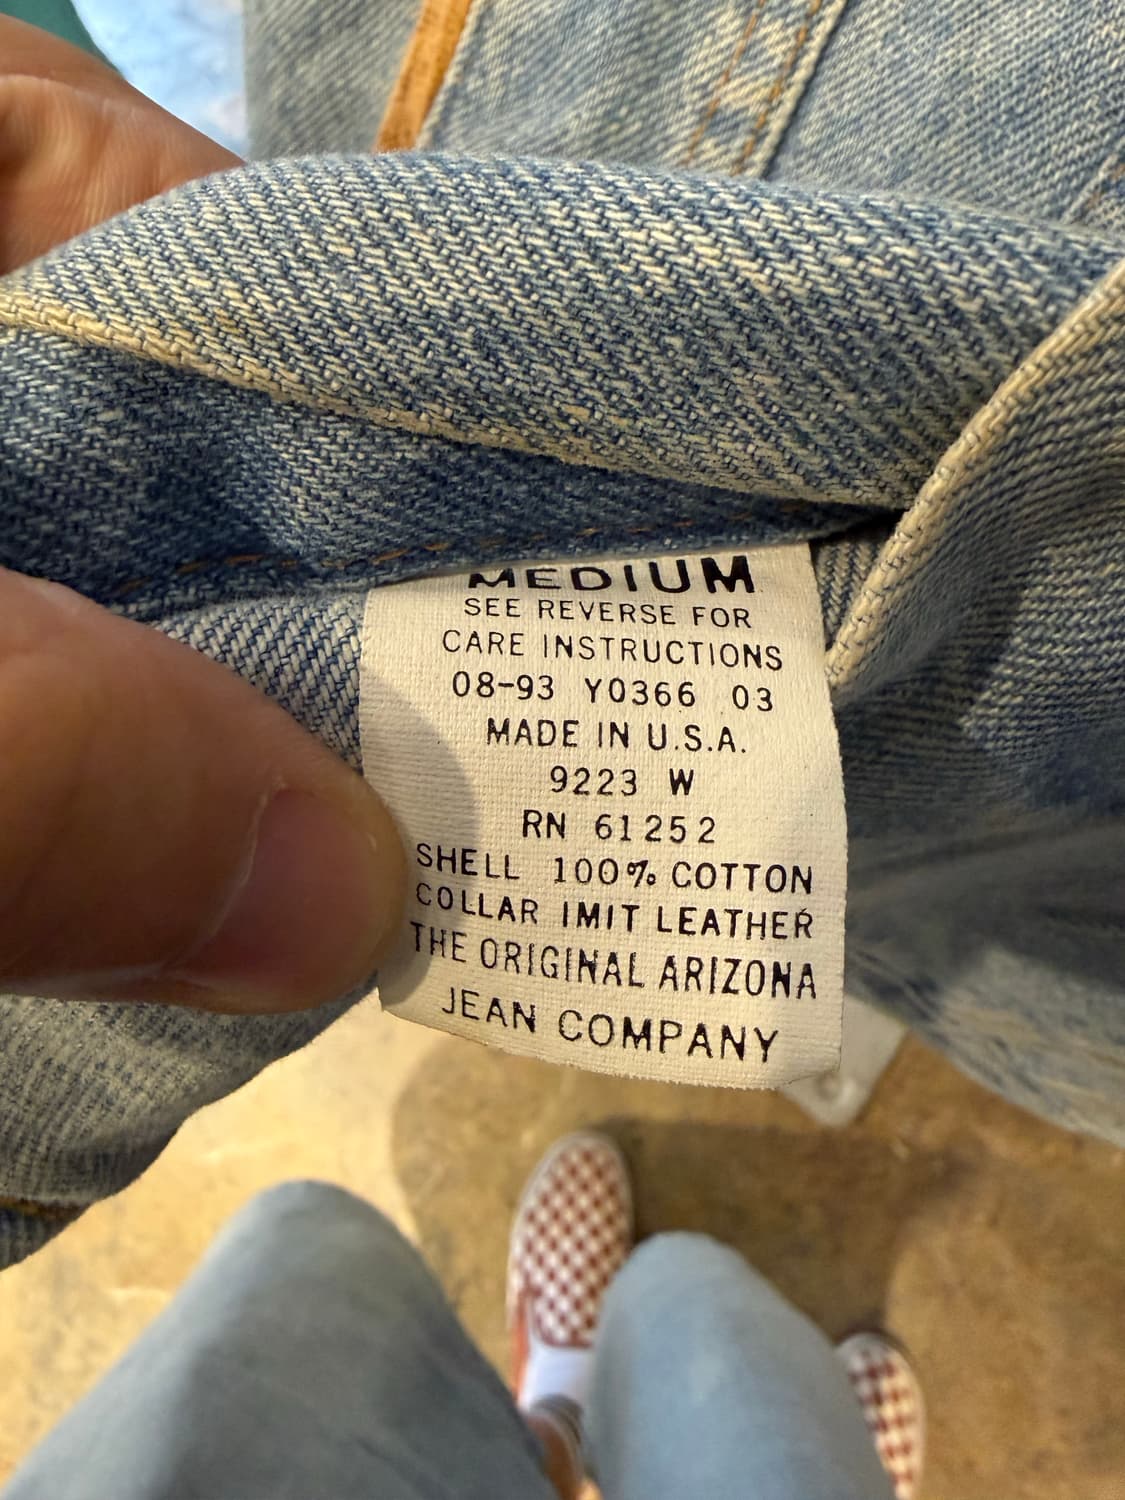 MEDIUM
SEE REVERSE FOR
CARE INSTRUCTIONS
08-93 Y0366 03
MADE IN U.S.A.
9223 W
RN 61252
SHELL 100% COTTON
COLLAR IMIT LEATHER
THE ORIGINAL ARIZONA
JEAN COMPANY